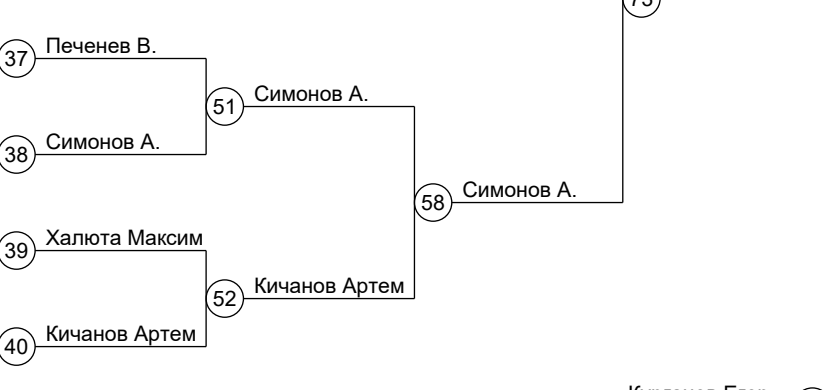 37 Печенев В.
51 Симонов А.
38 Симонов А.
58 Симонов А.
39 Халюта Максим
52 Кичанов Артем
40 Кичанов Артем